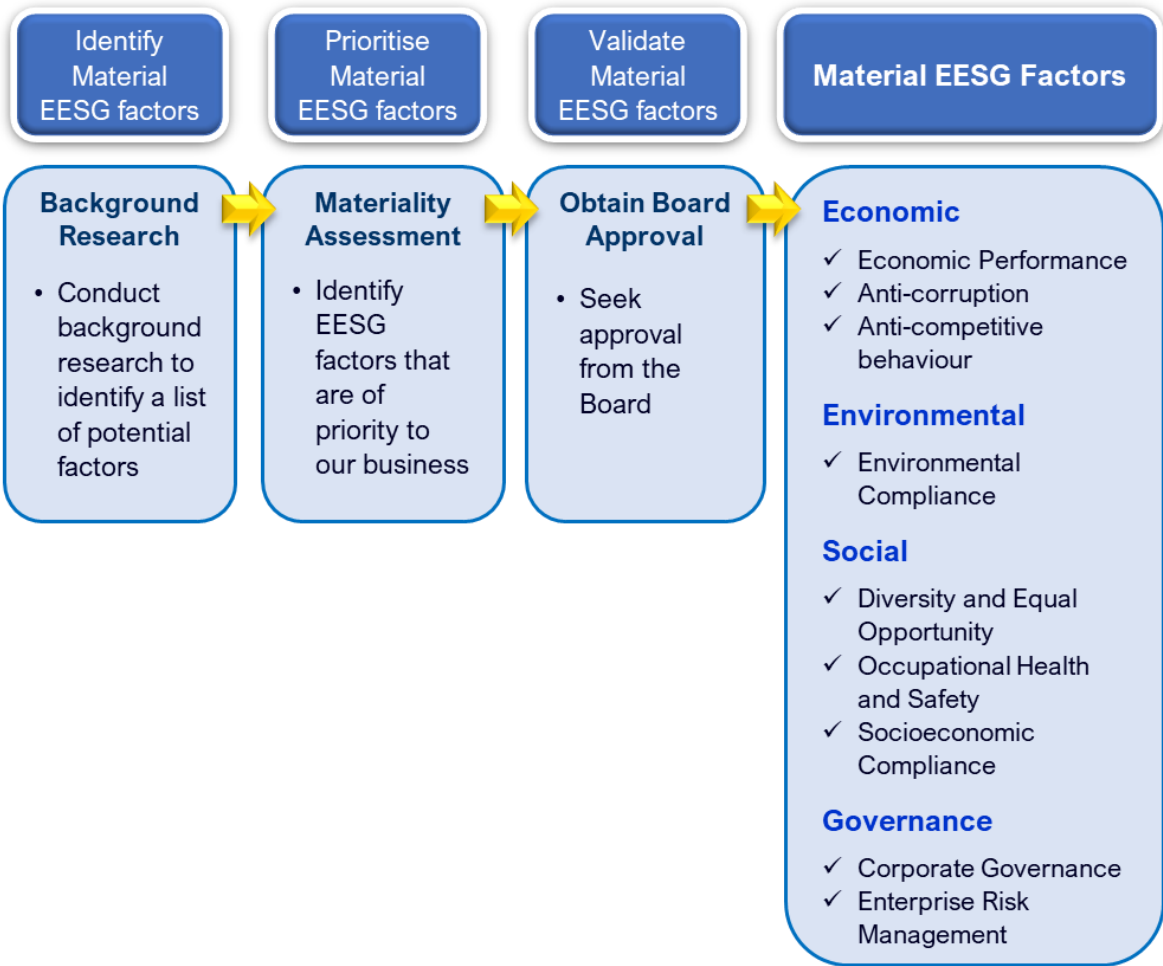 Identify
Material
EESG factors
Prioritise
Material
EESG factors
Validate
Material
EESG factors
Material EESG Factors
Background
Research
• Conduct
background
research to
identify a list
of potential
factors
Materiality
Assessment
• Identify
EESG
factors that
are of
priority to
our business
Obtain Board
Approval
• Seek
approval
from the
Board
Economic
✓ Economic Performance
✓ Anti-corruption
✓ Anti-competitive
behaviour
Environmental
✓ Environmental
Compliance
Social
✓ Diversity and Equal
Opportunity
✓ Occupational Health
and Safety
✓ Socioeconomic
Compliance
Governance
✓ Corporate Governance
✓ Enterprise Risk
Management